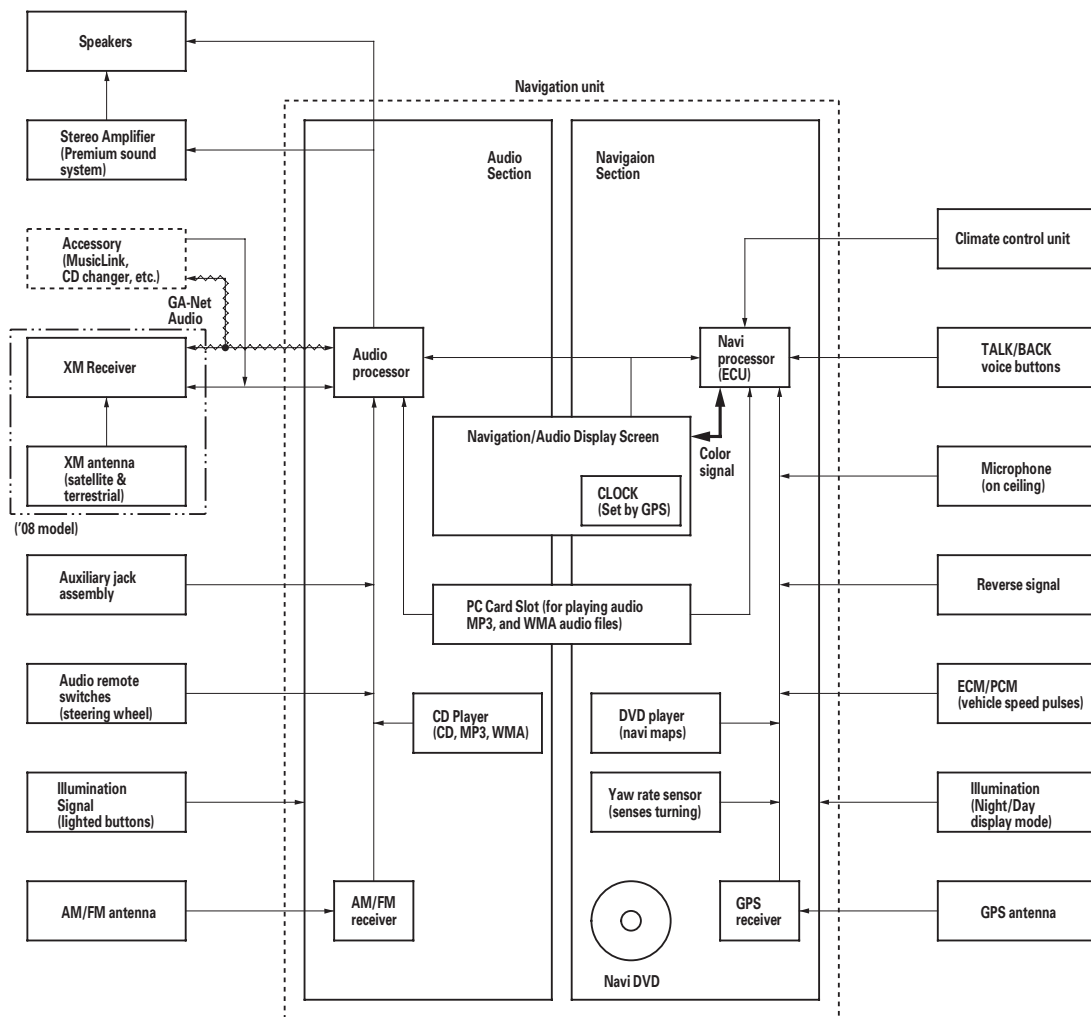 Speakers
Navigation unit
Stereo Amplifier
(Premium sound
system)
Audio
Section
Navigaion
Section
Accessory
(MusicLink,
CD changer, etc.)
Climate control unit
GA-Net
Audio
XM Receiver
Audio
processor
Navi
processor
(ECU)
TALK/BACK
voice buttons
Navigation/Audio Display Screen
Color
signal
XM antenna
(satellite &
terrestrial)
CLOCK
(Set by GPS)
Microphone
(on ceiling)
('08 model)
Auxiliary jack
assembly
PC Card Slot (for playing audio
MP3, and WMA audio files)
Reverse signal
Audio remote
switches
(steering wheel)
CD Player
(CD, MP3, WMA)
DVD player
(navi maps)
ECM/PCM
(vehicle speed pulses)
Illumination
Signal
(lighted buttons)
Yaw rate sensor
(senses turning)
Illumination
(Night/Day
display mode)
AM/FM antenna
AM/FM
receiver
GPS
receiver
GPS antenna
Navi DVD